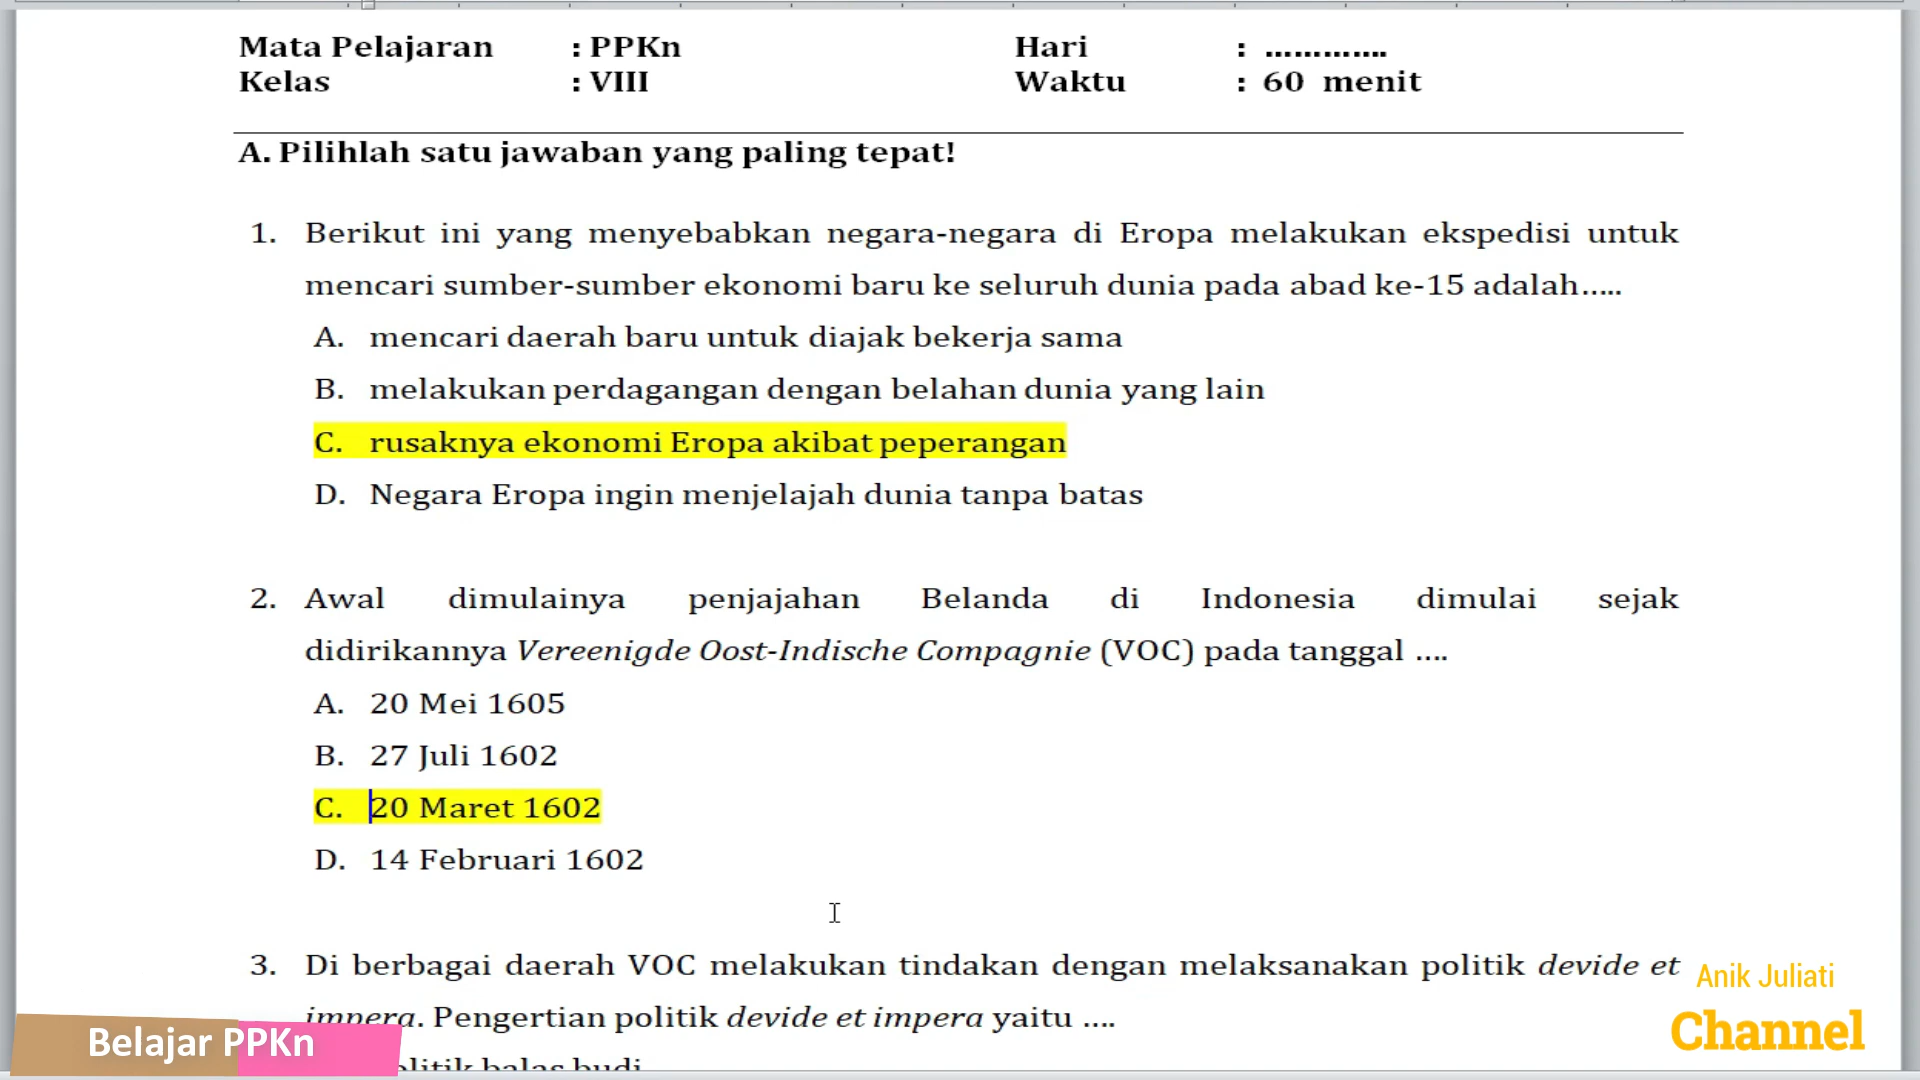 Mata Pelajaran : PPKn Hari : .............
Kelas : VIII Waktu : 60 menit
A. Pilihlah satu jawaban yang paling tepat!
1. Berikut ini yang menyebabkan negara-negara di Eropa melakukan ekspedisi untuk
mencari sumber-sumber ekonomi baru ke seluruh dunia pada abad ke-15 adalah.....
A. mencari daerah baru untuk diajak bekerja sama
B. melakukan perdagangan dengan belahan dunia yang lain
C. rusaknya ekonomi Eropa akibat peperangan
D. Negara Eropa ingin menjelajah dunia tanpa batas
2. Awal dimulainya penjajahan Belanda di Indonesia dimulai sejak
didirikannya Vereenigde Oost-Indische Compagnie (VOC) pada tanggal ....
A. 20 Mei 1605
B. 27 Juli 1602
C. 20 Maret 1602
D. 14 Februari 1602
3. Di berbagai daerah VOC melakukan tindakan dengan melaksanakan politik devide et
impera. Pengertian politik devide et impera yaitu ....
balas budi
Anik Juliati
Channel
Belajar PPKn